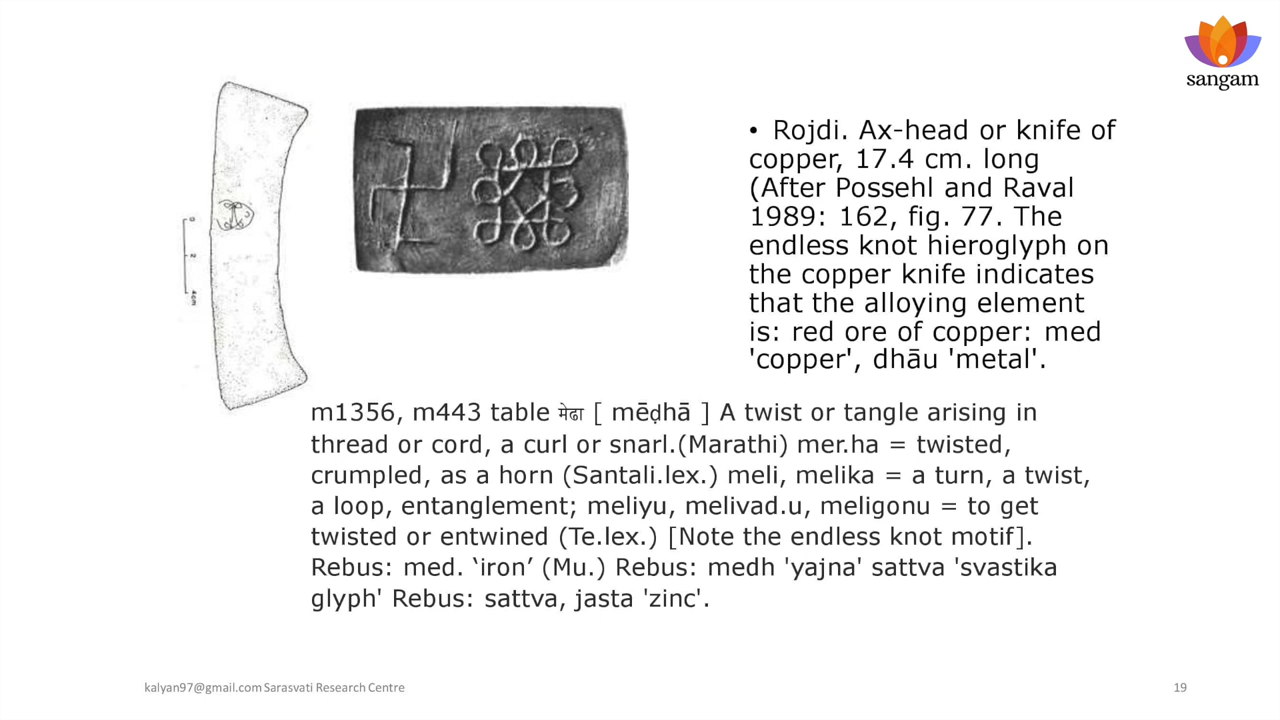 sangam
• Rojdi. Ax-head or knife of
copper, 17.4 cm. long
(After Possehl and Raval
1989: 162, fig. 77. The
endless knot hieroglyph on
the copper knife indicates
that the alloying element
is: red ore of copper: med
'copper', dhāu 'metal'.
0
2
4cm
m1356, m443 table मेढा [ mēḍhā ] A twist or tangle arising in
thread or cord, a curl or snarl.(Marathi) mer.ha = twisted,
crumpled, as a horn (Santali.lex.) meli, melika = a turn, a twist,
a loop, entanglement; meliyu, melivad.u, meligonu = to get
twisted or entwined (Te.lex.) [Note the endless knot motif].
Rebus: med. ‘iron’ (Mu.) Rebus: medh 'yajna' sattva 'svastika
glyph' Rebus: sattva, jasta 'zinc'.
kalyan97@gmail.com Sarasvati Research Centre
19